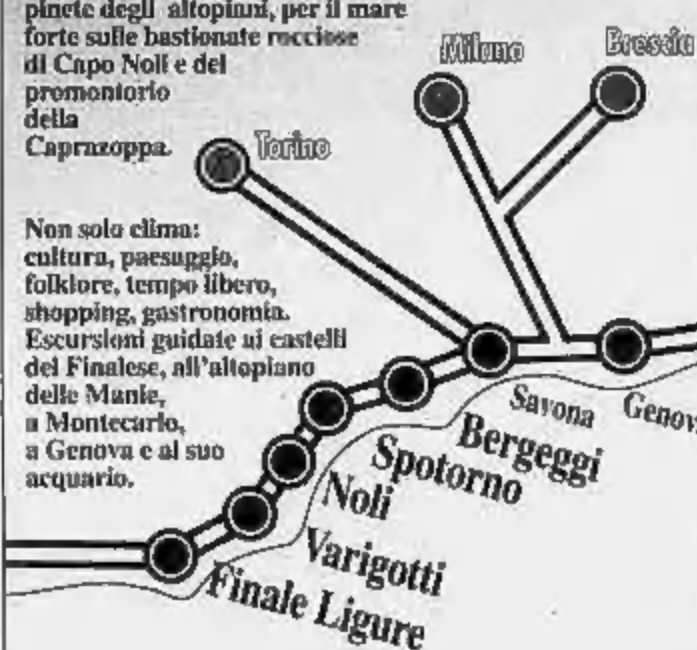 pinete degli altopiani, per il mare
forte sulle bastionate rocciose
di Capo Noli e del
promontorio
della
Caprazoppa.
Non solo clima:
cultura, paesaggio,
folklore, tempo libero,
shopping, gastronomia.
Escursioni guidate ai castelli
del Finalese, all'altopiano
delle Manie,
a Montecarlo,
a Genova e al suo
acquario.
Milano
Brescia
Torino
Savona
Genov
Bergeggi
Spotorno
Noli
Varigotti
Finale Ligure